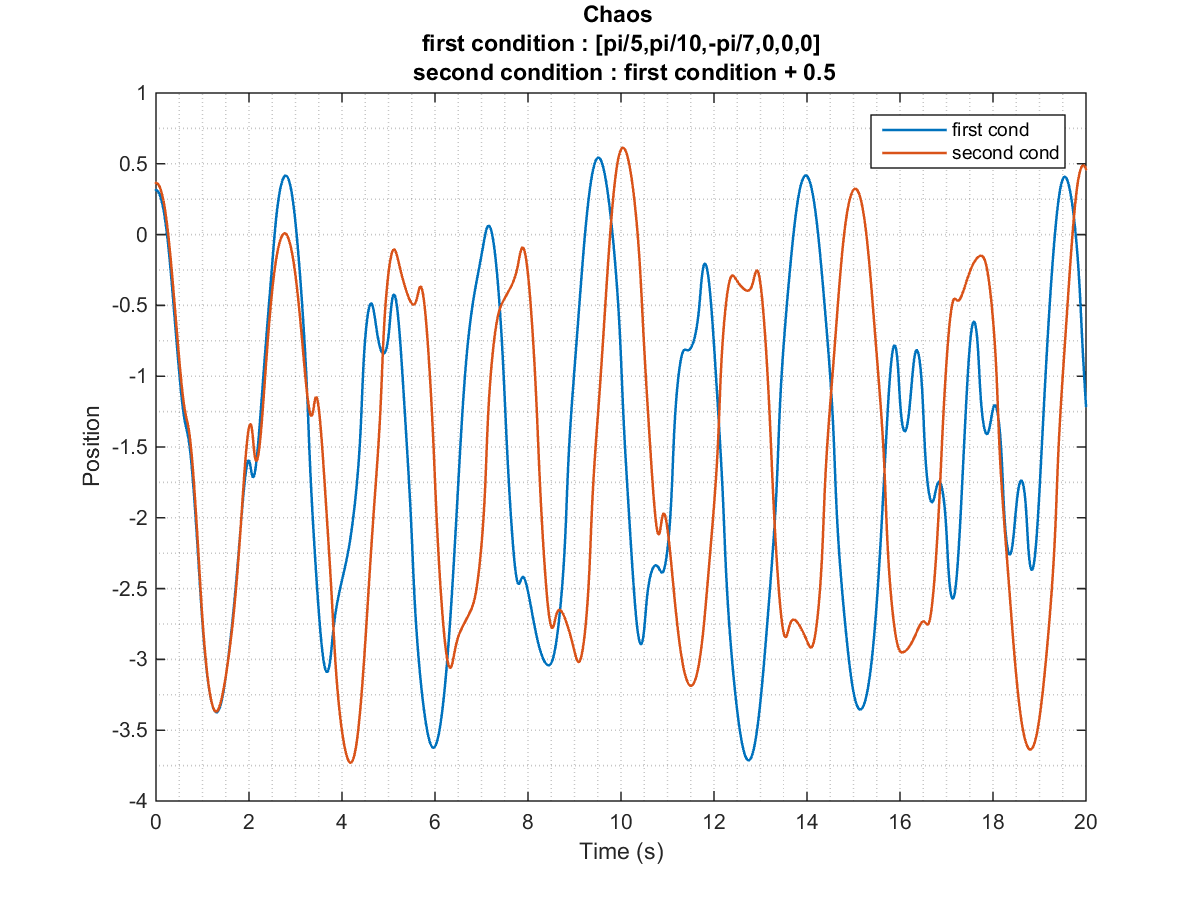 Chaos
first condition : [pi/5,pi/10,-pi/7,0,0,0]
second condition : first condition + 0.5
1
0.5
0
-0.5
-1
-1.5
-2
-2.5
-3
-3.5
-4
Position
first cond
second cond
0 2 4 6 8 10 12 14 16 18 20
Time (s)